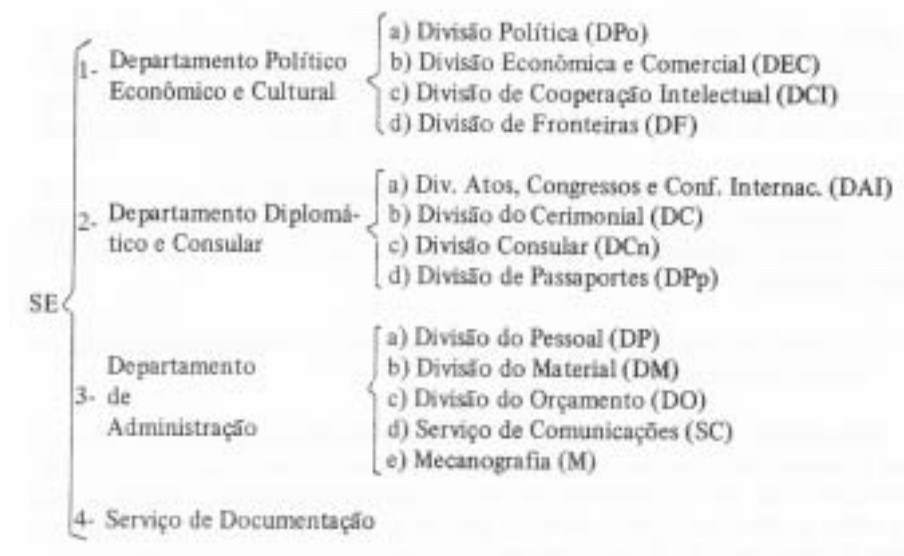 SE
1- Departamento Político
Econômico e Cultural
a) Divisão Política (DPo)
b) Divisão Econômica e Comercial (DEC)
c) Divisão de Cooperação Intelectual (DCI)
d) Divisão de Fronteiras (DF)
2- Departamento Diplomá-
tico e Consular
a) Div. Atos, Congressos e Conf. Internac. (DAI)
b) Divisão do Cerimonial (DC)
c) Divisão Consular (DCn)
d) Divisão de Passaportes (DPp)
3- Departamento
de
Administração
a) Divisão do Pessoal (DP)
b) Divisão do Material (DM)
c) Divisão do Orçamento (DO)
d) Serviço de Comunicações (SC)
e) Mecanografia (M)
4- Serviço de Documentação